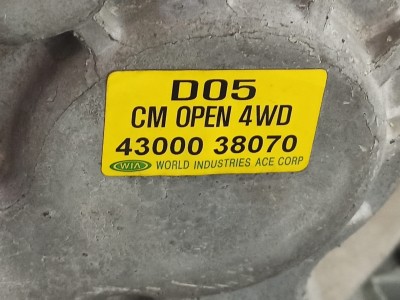 D05
CM OPEN 4WD
43000 38070
WIA WORLD INDUSTRIES ACE CORP